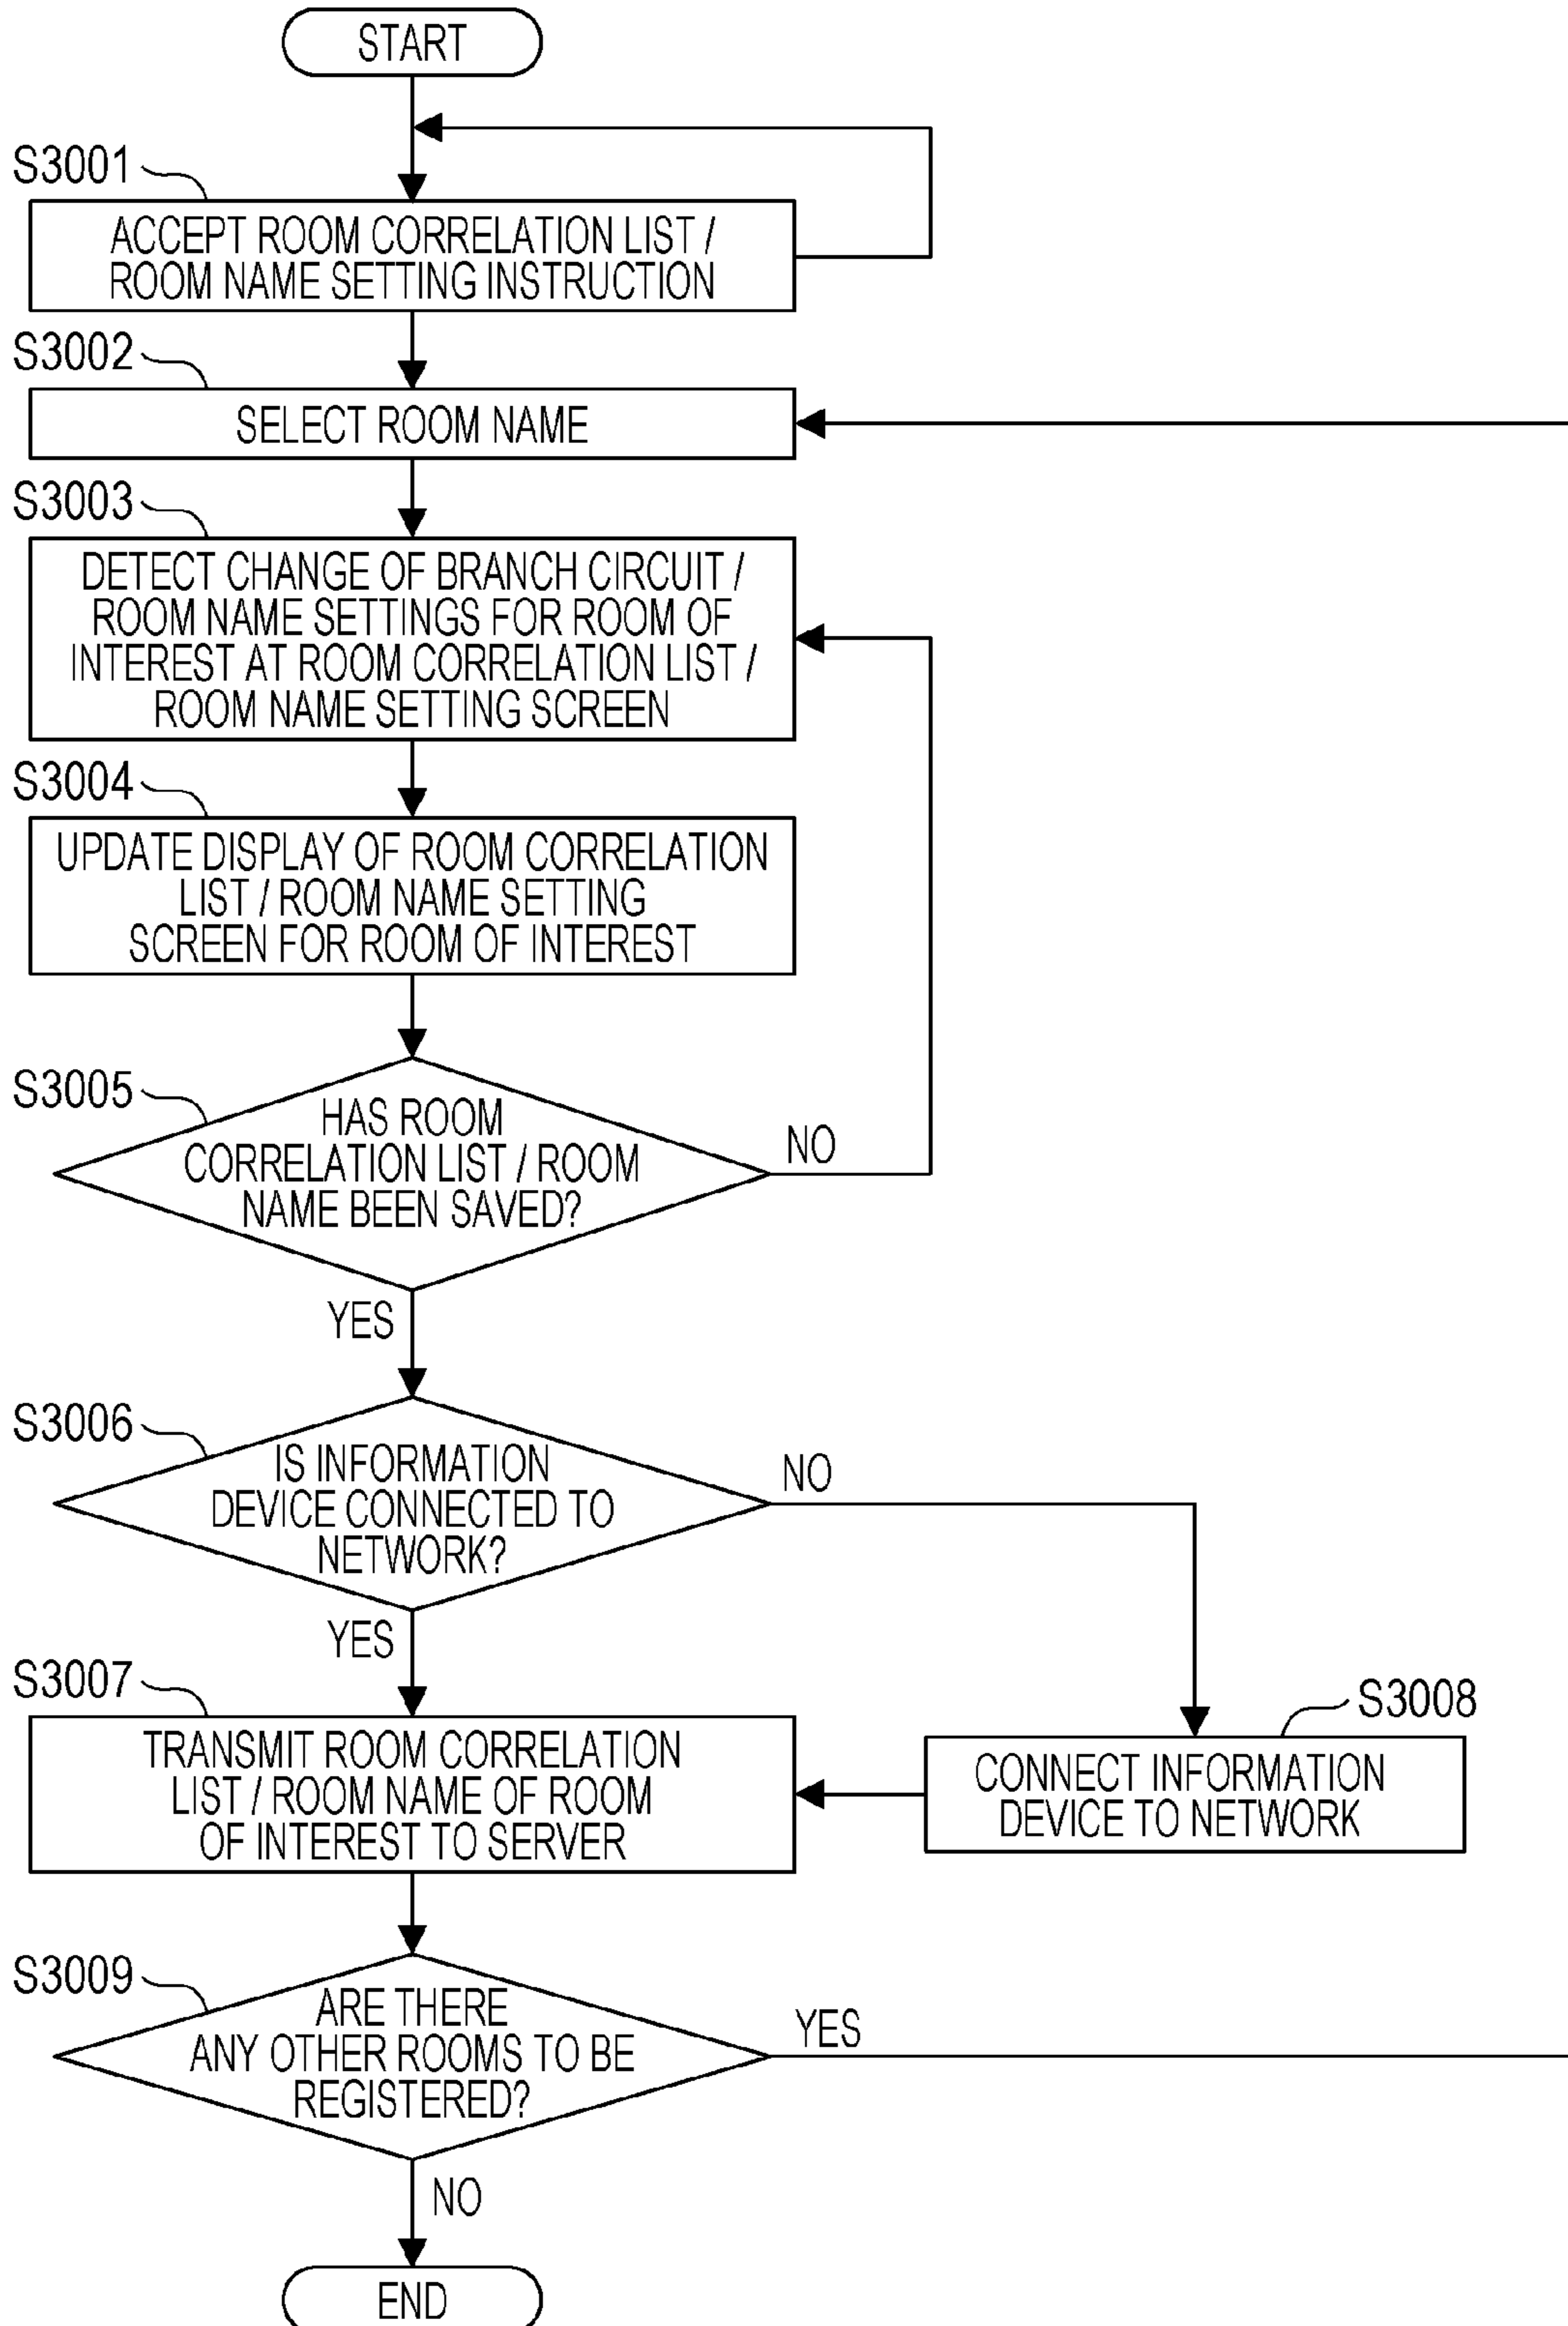 START
S3001
ACCEPT ROOM CORRELATION LIST /
ROOM NAME SETTING INSTRUCTION
S3002
SELECT ROOM NAME
S3003
DETECT CHANGE OF BRANCH CIRCUIT /
ROOM NAME SETTINGS FOR ROOM OF
INTEREST AT ROOM CORRELATION LIST /
ROOM NAME SETTING SCREEN
S3004
UPDATE DISPLAY OF ROOM CORRELATION
LIST / ROOM NAME SETTING
SCREEN FOR ROOM OF INTEREST
S3005
HAS ROOM
CORRELATION LIST / ROOM
NAME BEEN SAVED?
NO
YES
S3006
IS INFORMATION
DEVICE CONNECTED TO
NETWORK?
NO
YES
S3007
TRANSMIT ROOM CORRELATION
LIST / ROOM NAME OF ROOM
OF INTEREST TO SERVER
S3008
CONNECT INFORMATION
DEVICE TO NETWORK
S3009
ARE THERE
ANY OTHER ROOMS TO BE
REGISTERED?
YES
NO
END